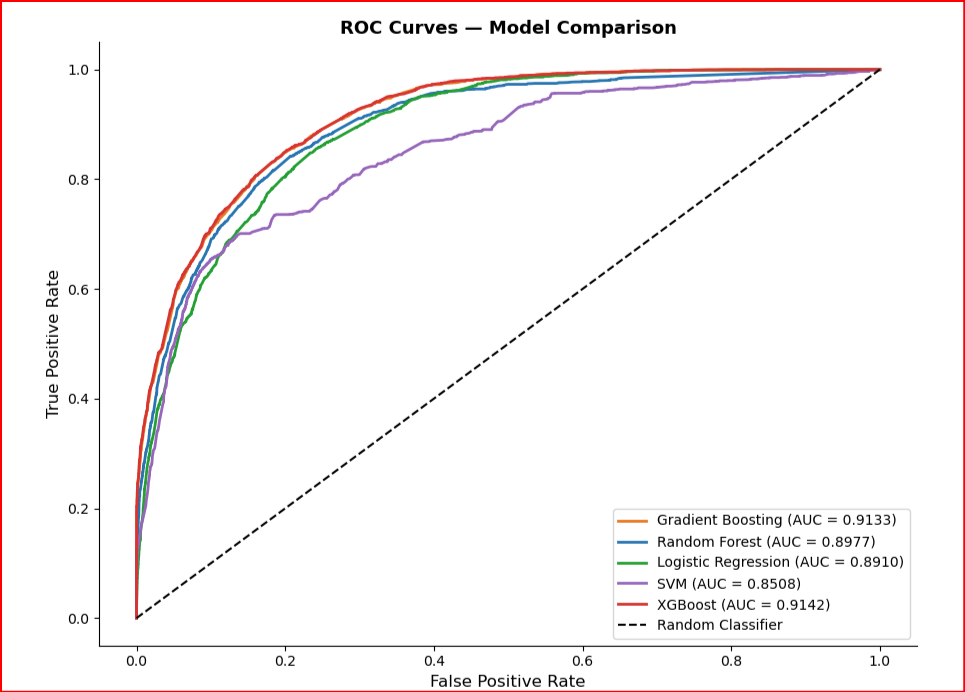 ROC Curves — Model Comparison
True Positive Rate
1.0
0.8
0.6
0.4
0.2
0.0
Gradient Boosting (AUC = 0.9133)
Random Forest (AUC = 0.8977)
Logistic Regression (AUC = 0.8910)
SVM (AUC = 0.8508)
XGBoost (AUC = 0.9142)
Random Classifier
0.0 0.2 0.4 0.6 0.8 1.0
False Positive Rate